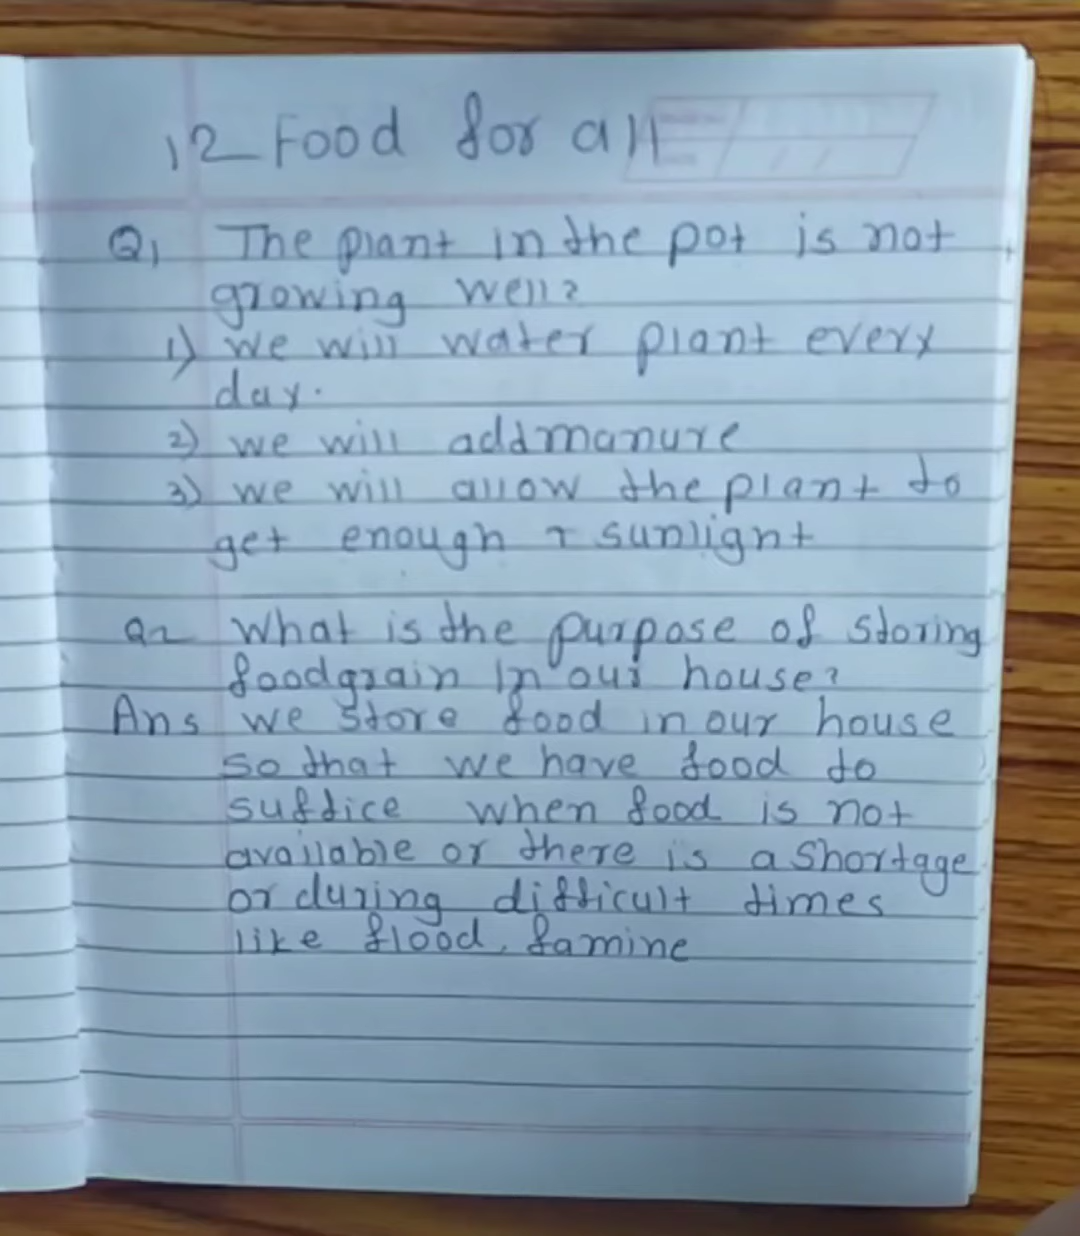 12 Food for all
Q1 The plant in the pot is not
growing well?
1) we will water plant every
day.
2) we will add manure
3) we will allow the plant to
get enough + sunlignt
Q2 What is the purpose of storing
foodgrain in our house?
Ans we store food in our house
so that we have food to
suffice when food is not
available or there is a shortage
or during difficult times
like flood, famine